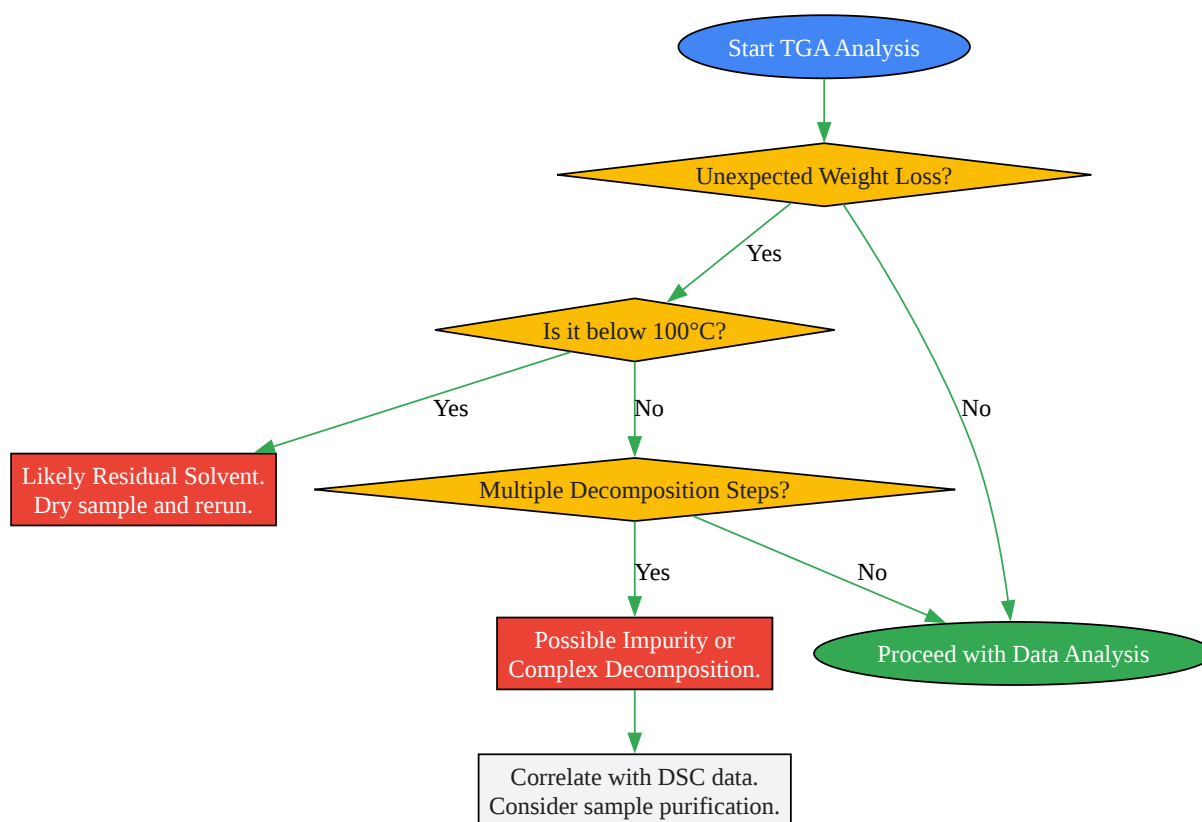 Start TGA Analysis
Unexpected Weight Loss?
Yes
Is it below 100°C?
Yes
No
No
Likely Residual Solvent.
Dry sample and rerun.
Multiple Decomposition Steps?
Yes
No
Possible Impurity or
Complex Decomposition.
Proceed with Data Analysis
Correlate with DSC data.
Consider sample purification.